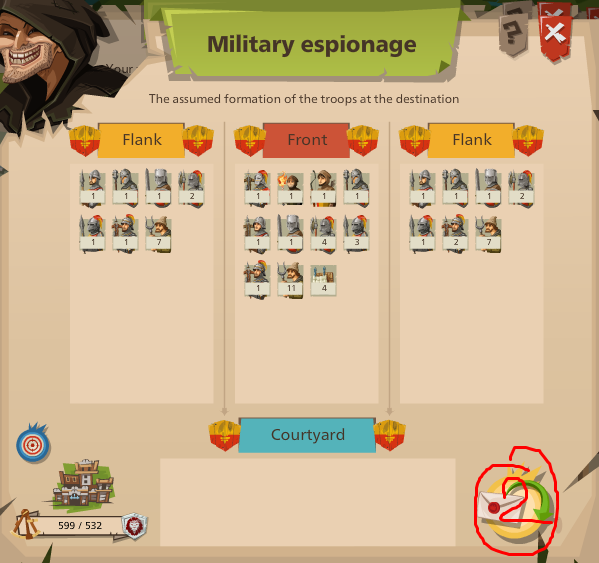 Military espionage
?
Your
The assumed formation of the troops at the destination
Flank
Front
Flank
1 1 1 2
1 1 1 1
1 1 1 2
1 1 7
1 1 4 3
1 2 7
1 11 4
Courtyard
2
599 / 532